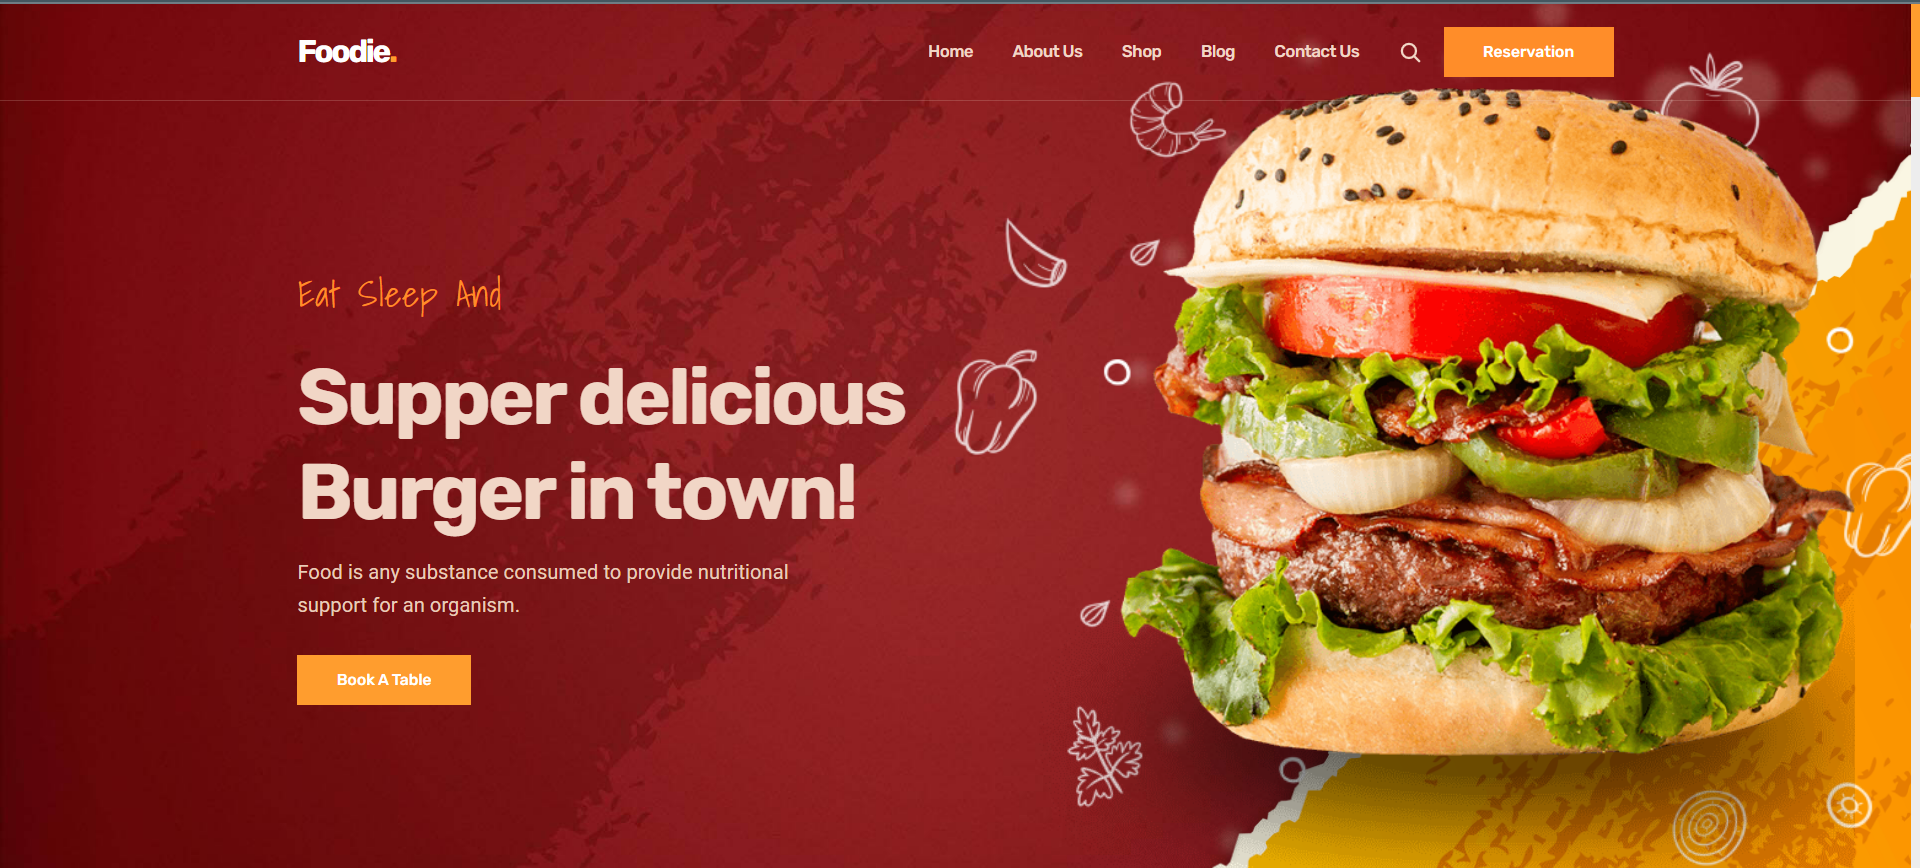 Foodie.
Home About Us Shop Blog Contact Us Reservation
Eat Sleep And
Supper delicious
Burger in town!
Food is any substance consumed to provide nutritional
support for an organism.
Book A Table